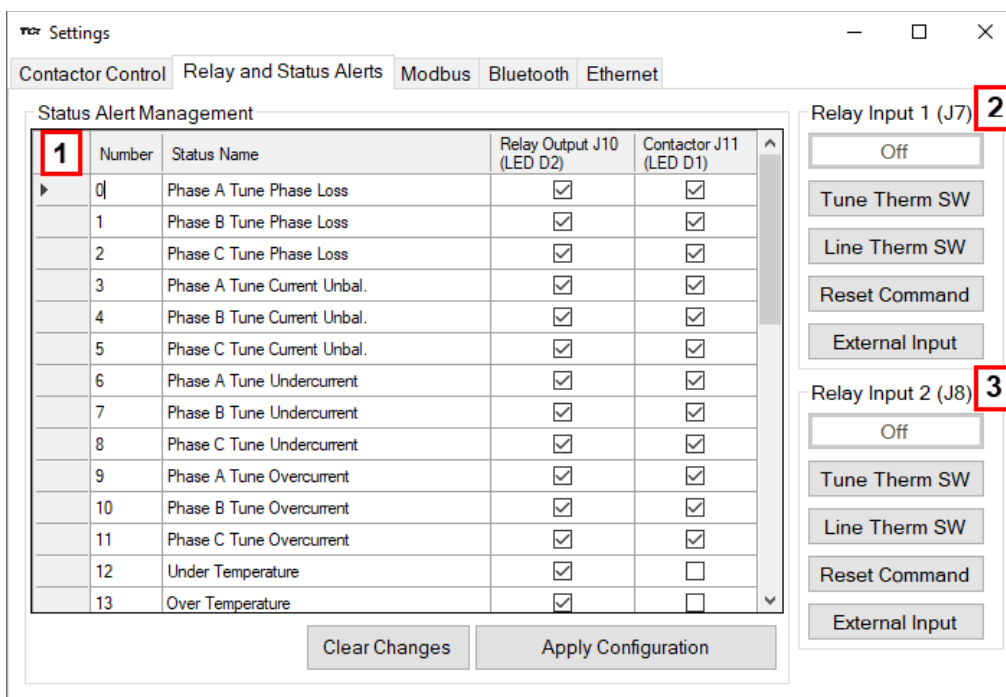 TCI Settings
Contactor Control Relay and Status Alerts Modbus Bluetooth Ethernet
Status Alert Management
1 Number Status Name Relay Output J10 (LED D2) Contactor J11 (LED D1)
0 Phase A Tune Phase Loss
1 Phase B Tune Phase Loss
2 Phase C Tune Phase Loss
3 Phase A Tune Current Unbal.
4 Phase B Tune Current Unbal.
5 Phase C Tune Current Unbal.
6 Phase A Tune Undercurrent
7 Phase B Tune Undercurrent
8 Phase C Tune Undercurrent
9 Phase A Tune Overcurrent
10 Phase B Tune Overcurrent
11 Phase C Tune Overcurrent
12 Under Temperature
13 Over Temperature
Clear Changes Apply Configuration
Relay Input 1 (J7) 2
Off
Tune Therm SW
Line Therm SW
Reset Command
External Input
Relay Input 2 (J8) 3
Off
Tune Therm SW
Line Therm SW
Reset Command
External Input